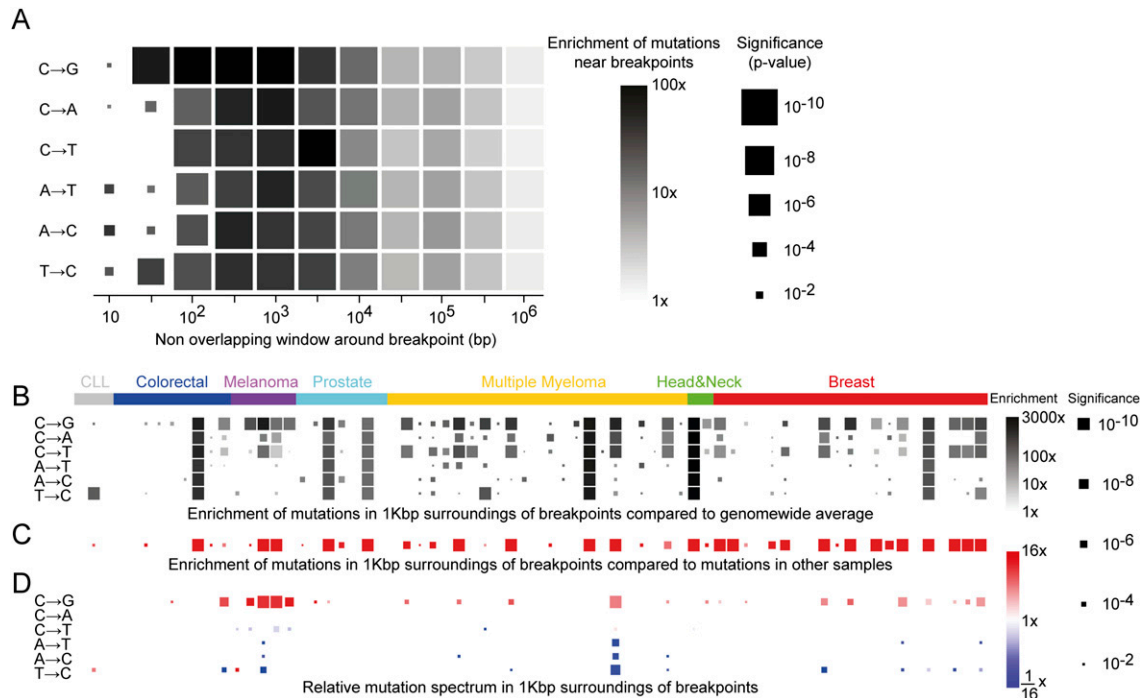 A
Enrichment of mutations
near breakpoints
Significance
(p-value)
C→G
C→A
C→T
A→T
A→C
T→C
100x
10x
1x
10-10
10-8
10-6
10-4
10-2
10 10² 10³ 10⁴ 10⁵ 10⁶
Non overlapping window around breakpoint (bp)
CLL Colorectal Melanoma Prostate Multiple Myeloma Head&Neck Breast
B
Enrichment Significance
C→G
C→A
C→T
A→T
A→C
T→C
3000x
100x
10x
1x
10-10
10-8
10-6
10-4
10-2
Enrichment of mutations in 1Kbp surroundings of breakpoints compared to genomewide average
C
Enrichment of mutations in 1Kbp surroundings of breakpoints compared to mutations in other samples
16x
1x
1/16 x
D
C→G
C→A
C→T
A→T
A→C
T→C
Relative mutation spectrum in 1Kbp surroundings of breakpoints